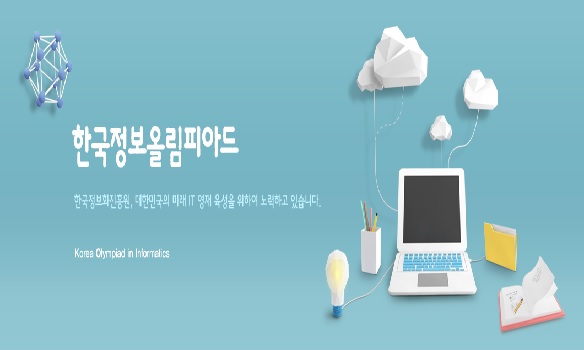 한국정보올림피아드
한국정보화진흥원, 대한민국의 미래 IT 영재 육성을 위하여 노력하고 있습니다.
Korea Olympiad in Informatics